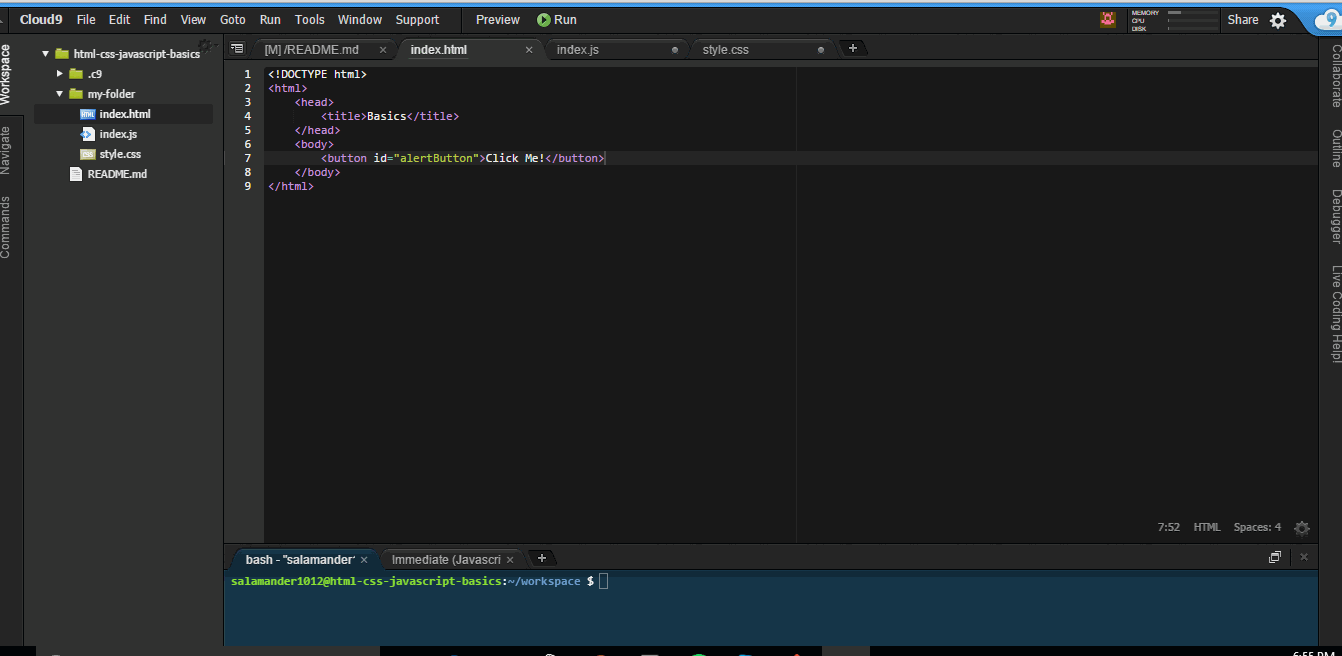 Cloud9 File Edit Find View Goto Run Tools Window Support Preview Run MEMORY CPU DISK Share 9
Workspace
Navigate
Commands
html-css-javascript-basics
.c9
my-folder
index.html
index.js
style.css
README.md
[M] /README.md × index.html × index.js style.css +
1 <!DOCTYPE html>
2 <html>
3 <head>
4 <title>Basics</title>
5 </head>
6 <body>
7 <button id="alertButton">Click Me!</button>
8 </body>
9 </html>
7:52 HTML Spaces: 4
Collaborate
Outline
Debugger
Live Coding Help!
bash - "salamander" × Immediate (Javascri × +
salamander1012@html-css-javascript-basics:~/workspace $
6:55 PM